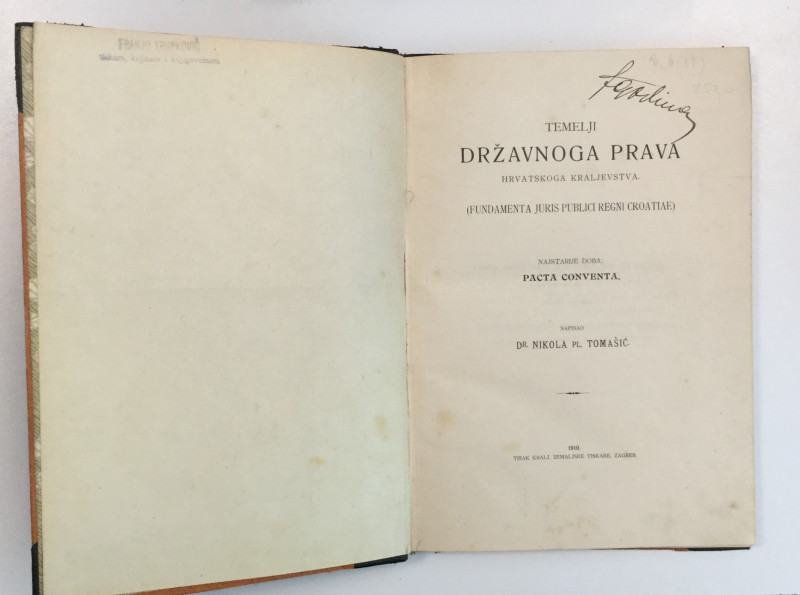 TEMELJI
DRŽAVNOGA PRAVA
HRVATSKOGA KRALJEVSTVA.
(FUNDAMENTA JURIS PUBLICI REGNI CROATIAE)
NAJSTARIJE DOBA:
PACTA CONVENTA.
NAPISAO
DR. NIKOLA PL. TOMAŠIĆ.
1910.
TISAK KRALJ. ZEMALJSKE TISKARE, ZAGREB.